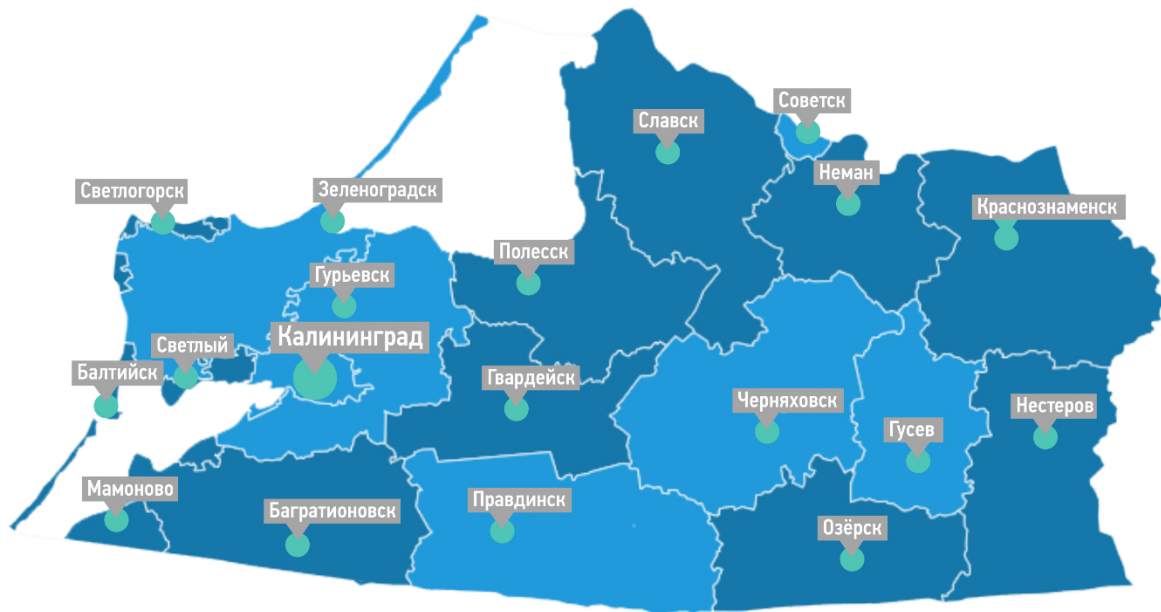 Советск
Славск
Неман
Светлогорск
Зеленоградск
Краснознаменск
Полесск
Гурьевск
Калининград
Светлый
Балтийск
Гвардейск
Черняховск
Нестеров
Гусев
Мамоново
Правдинск
Багратионовск
Озёрск